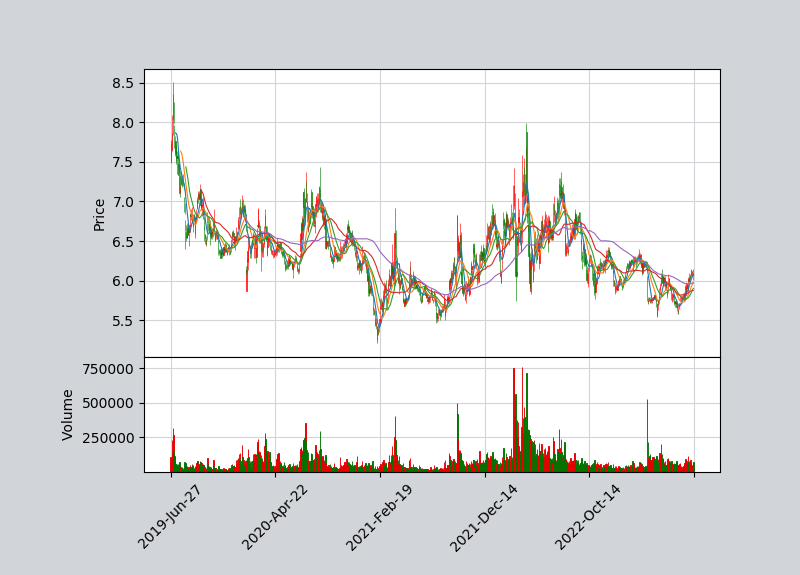 8.5
8.0
7.5
7.0
6.5
6.0
5.5
Price
750000
500000
250000
Volume
2019-Jun-27
2020-Apr-22
2021-Feb-19
2021-Dec-14
2022-Oct-14